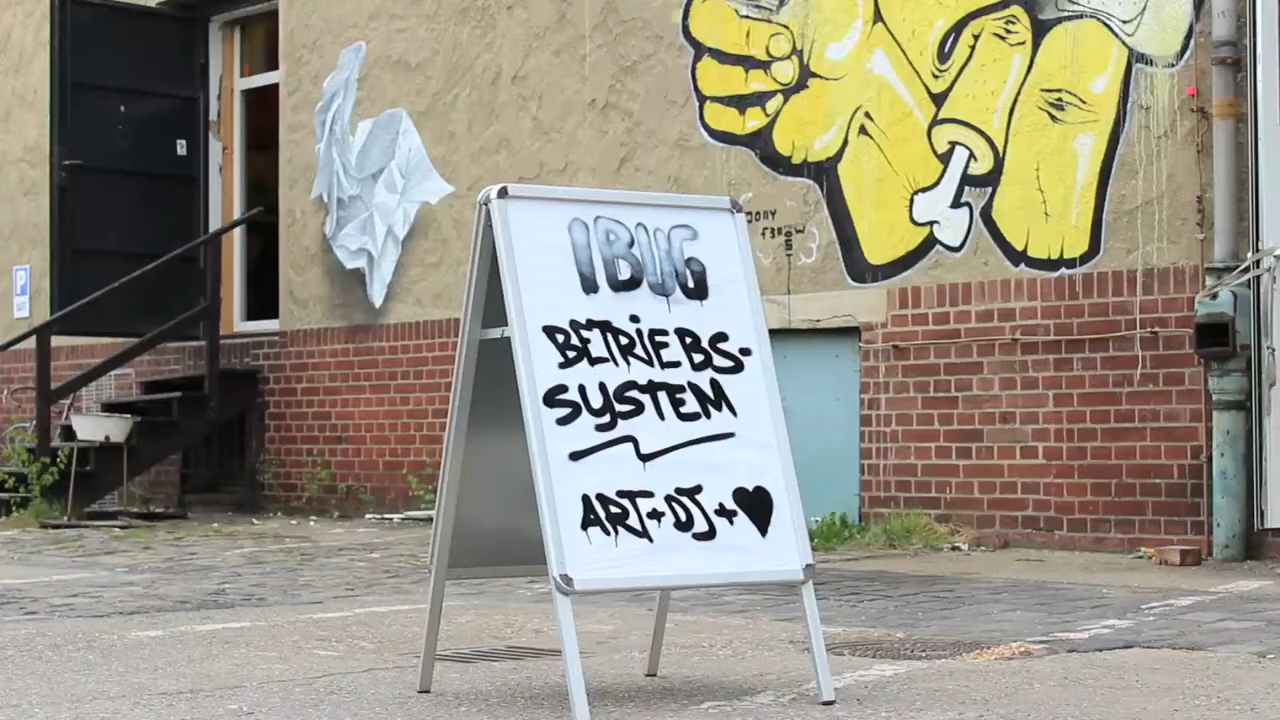 IBUG
BETRIEBS-
SYSTEM
ART+DJ+♥
P